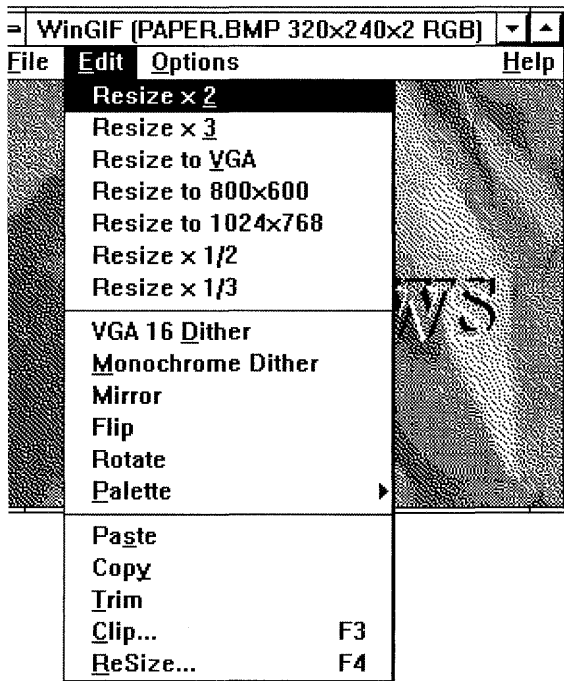 WinGIF (PAPER.BMP 320x240x2 RGB)
File Edit Options Help
Resize x 2
Resize x 3
Resize to VGA
Resize to 800x600
Resize to 1024x768
Resize x 1/2
Resize x 1/3
VGA 16 Dither
Monochrome Dither
Mirror
Flip
Rotate
Palette
Paste
Copy
Trim
Clip... F3
ReSize... F4
WS